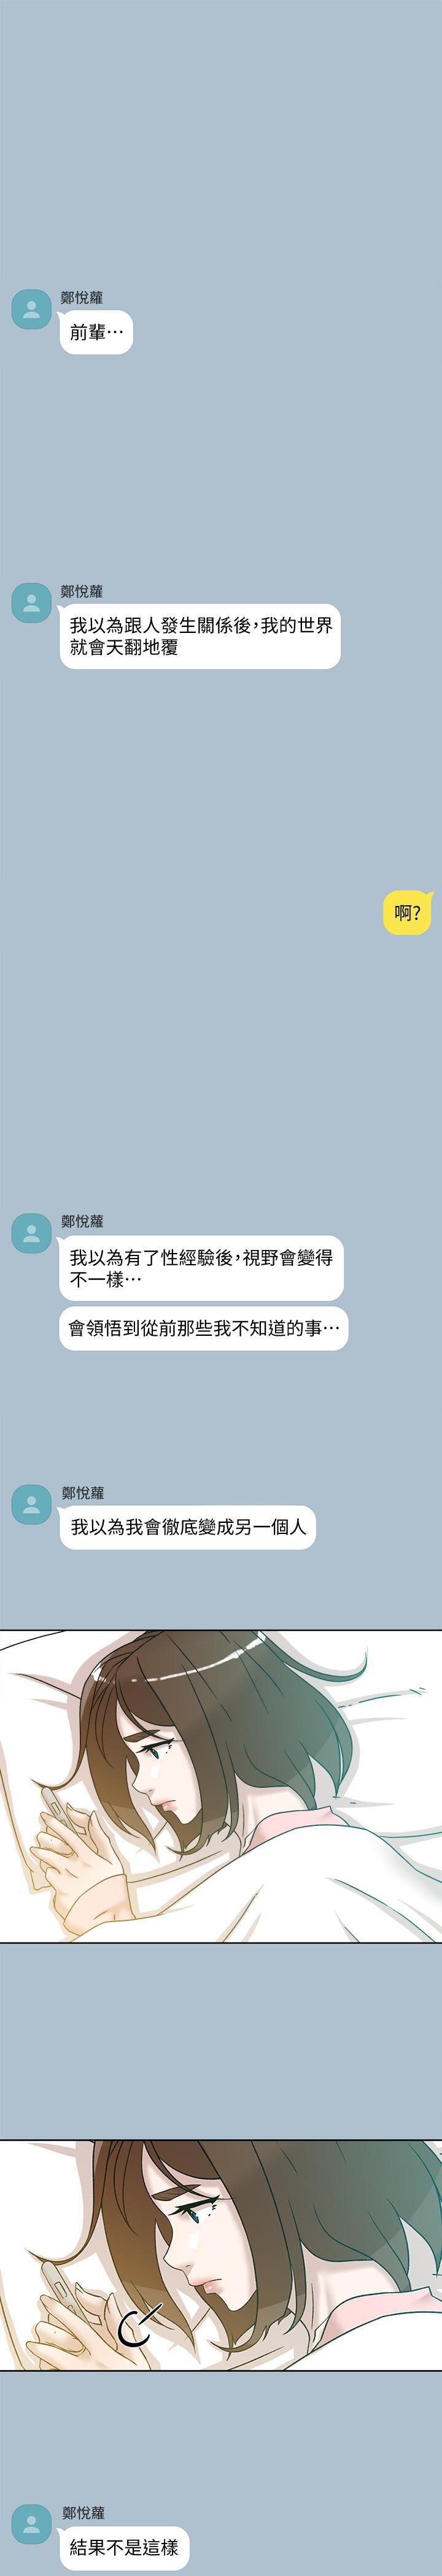 鄭悅蘿
前輩⋯
鄭悅蘿
我以為跟人發生關係後，我的世界
就會天翻地覆
啊?
鄭悅蘿
我以為有了性經驗後，視野會變得
不一樣⋯
會領悟到從前那些我不知道的事⋯
鄭悅蘿
我以為我會徹底變成另一個人
鄭悅蘿
結果不是這樣